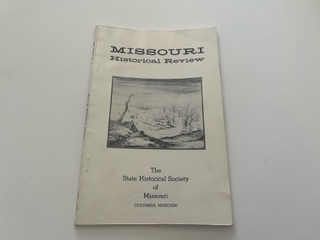 MISSOURI
Historical Review
The
State Historical Society
of
Missouri
COLUMBIA, MISSOURI